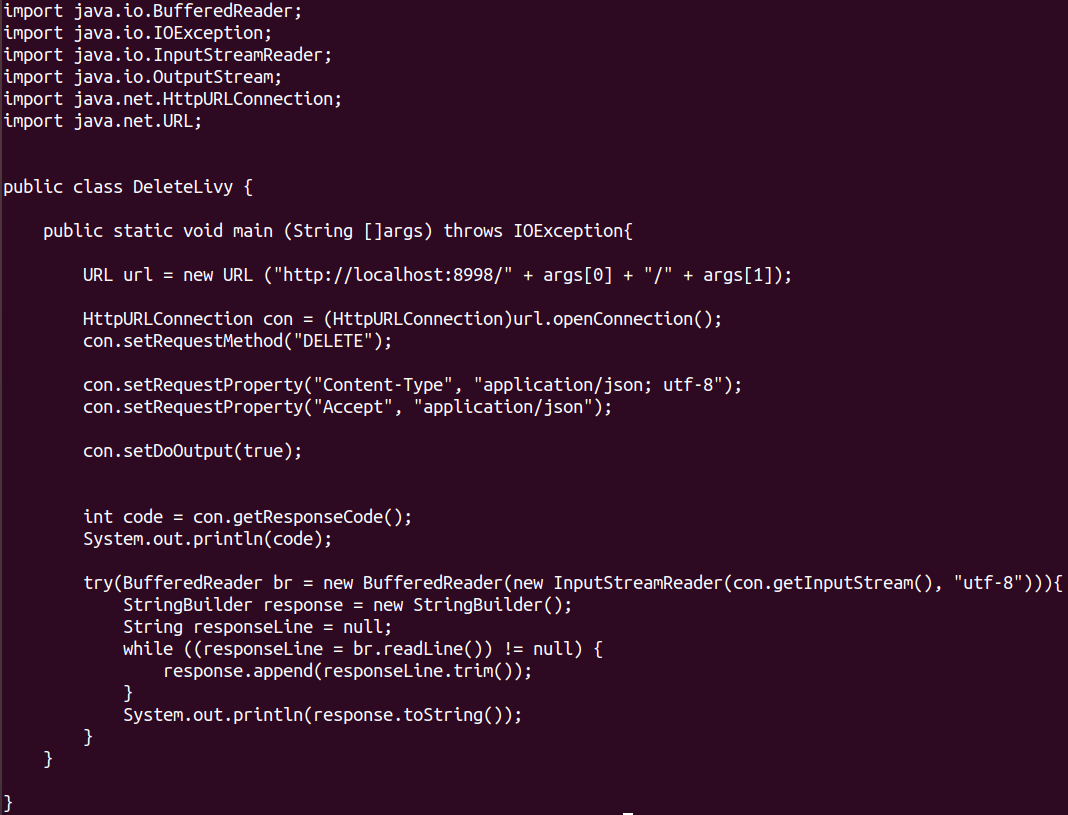 import java.io.BufferedReader;
import java.io.IOException;
import java.io.InputStreamReader;
import java.io.OutputStream;
import java.net.HttpURLConnection;
import java.net.URL;
public class DeleteLivy {
    public static void main (String []args) throws IOException{
        URL url = new URL ("http://localhost:8998/" + args[0] + "/" + args[1]);
        HttpURLConnection con = (HttpURLConnection)url.openConnection();
        con.setRequestMethod("DELETE");
        con.setRequestProperty("Content-Type", "application/json; utf-8");
        con.setRequestProperty("Accept", "application/json");
        con.setDoOutput(true);
        int code = con.getResponseCode();
        System.out.println(code);
        try(BufferedReader br = new BufferedReader(new InputStreamReader(con.getInputStream(), "utf-8"))){
            StringBuilder response = new StringBuilder();
            String responseLine = null;
            while ((responseLine = br.readLine()) != null) {
                response.append(responseLine.trim());
            }
            System.out.println(response.toString());
        }
    }
}